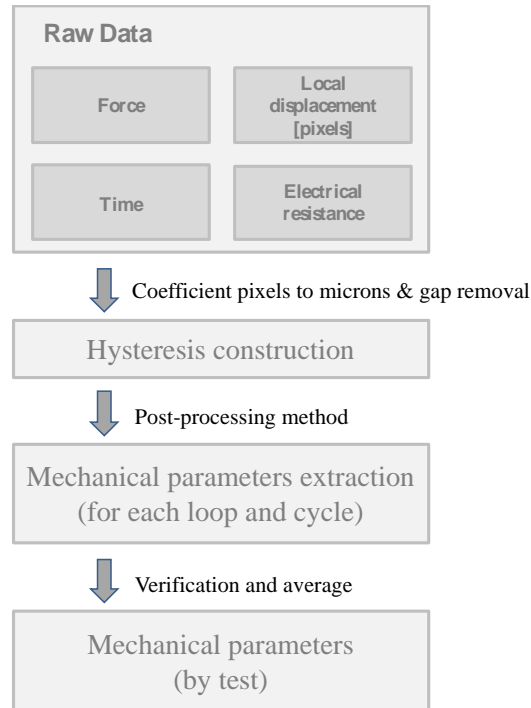 Raw Data
Force
Local
displacement
[pixels]
Time
Electrical
resistance
Coefficient pixels to microns & gap removal
Hysteresis construction
Post-processing method
Mechanical parameters extraction
(for each loop and cycle)
Verification and average
Mechanical parameters
(by test)